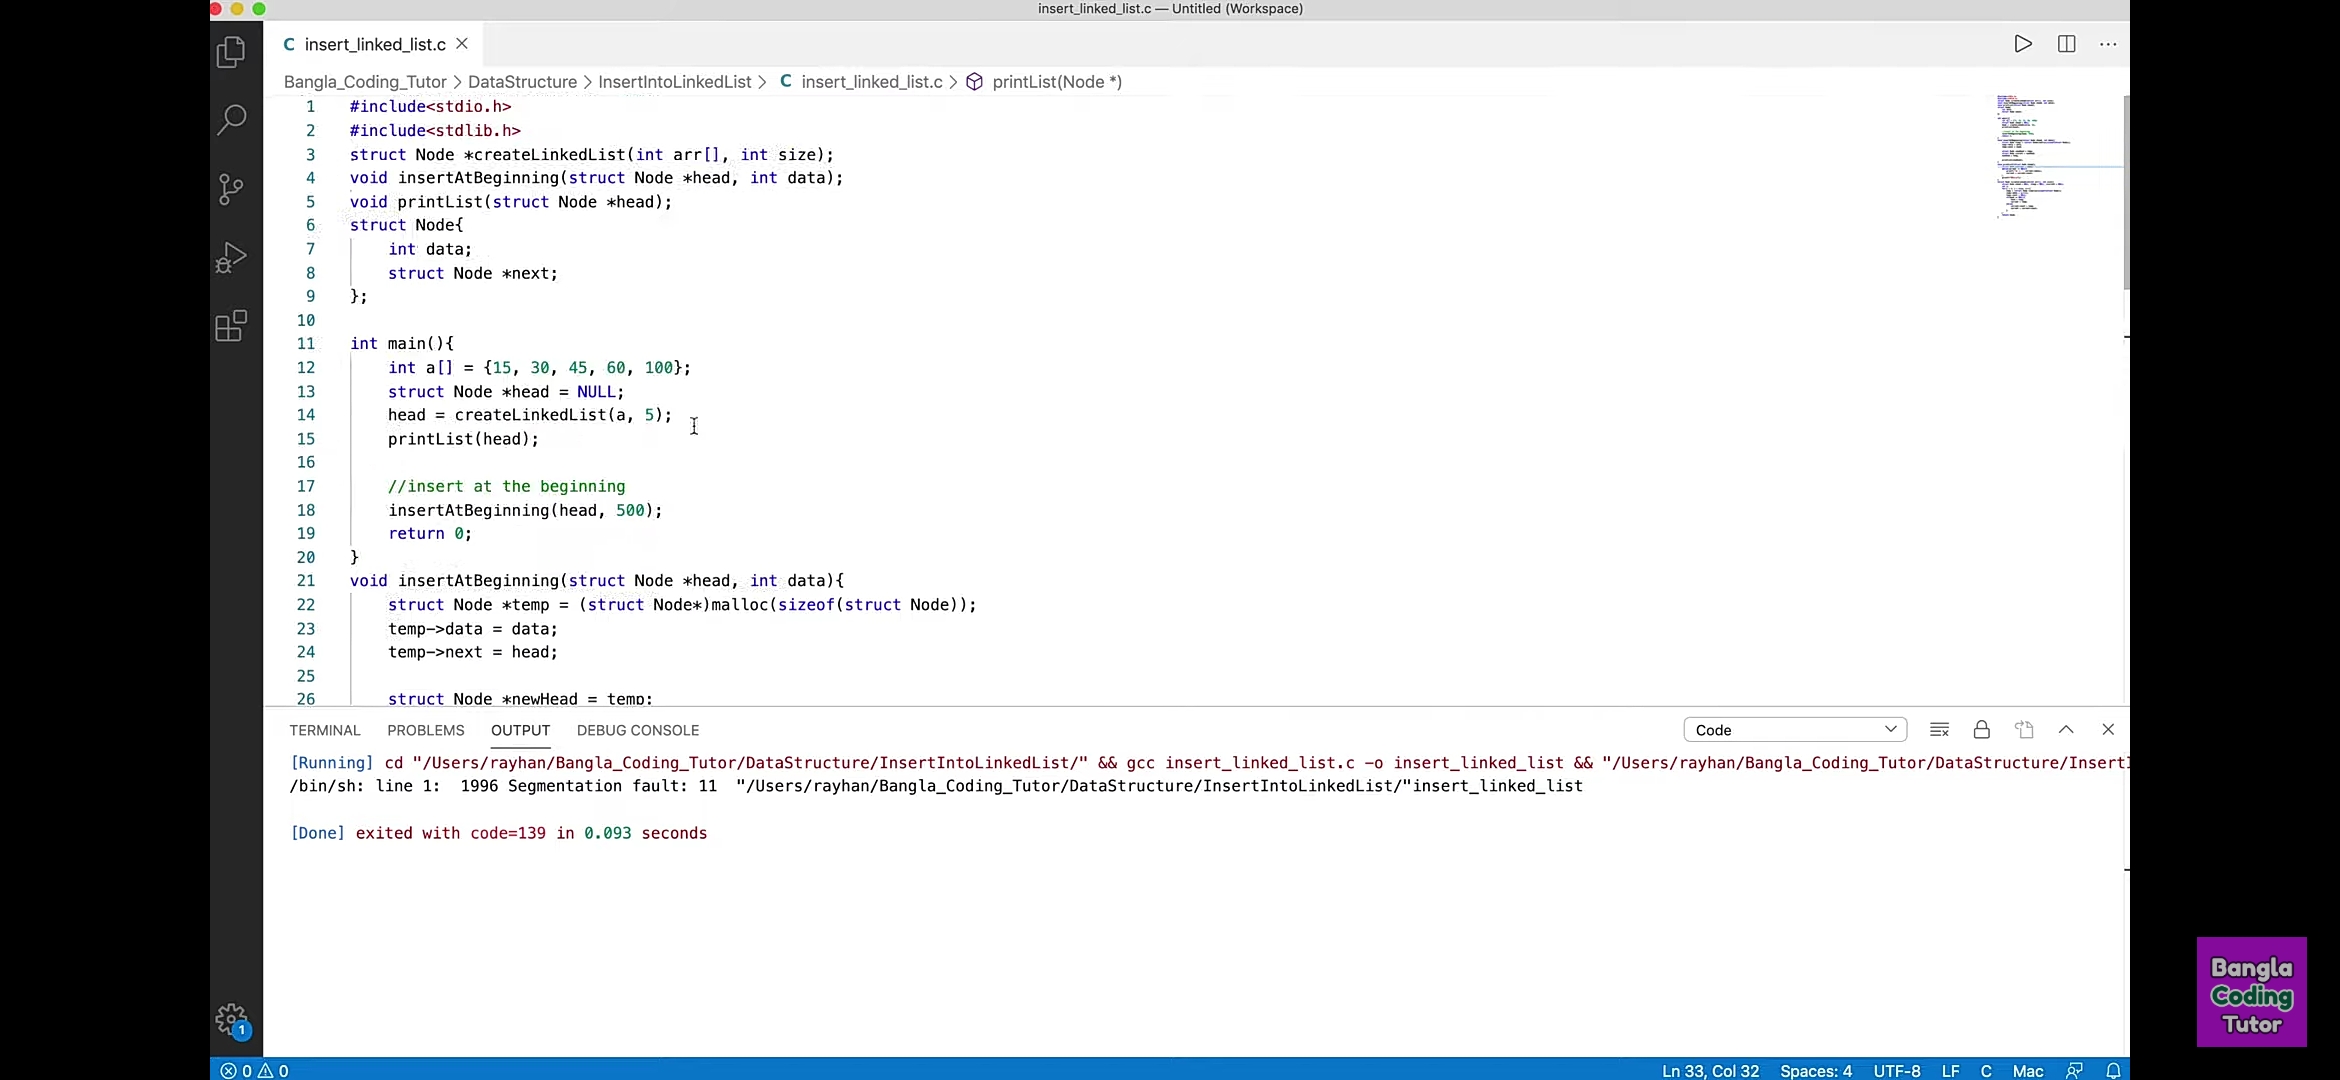 insert_linked_list.c — Untitled (Workspace)
C insert_linked_list.c
Bangla_Coding_Tutor > DataStructure > InsertIntoLinkedList > C insert_linked_list.c > printList(Node *)
1 #include<stdio.h>
2 #include<stdlib.h>
3 struct Node *createLinkedList(int arr[], int size);
4 void insertAtBeginning(struct Node *head, int data);
5 void printList(struct Node *head);
6 struct Node{
7 int data;
8 struct Node *next;
9 };
10
11 int main(){
12 int a[] = {15, 30, 45, 60, 100};
13 struct Node *head = NULL;
14 head = createLinkedList(a, 5);
15 printList(head);
16
17 //insert at the beginning
18 insertAtBeginning(head, 500);
19 return 0;
20 }
21 void insertAtBeginning(struct Node *head, int data){
22 struct Node *temp = (struct Node*)malloc(sizeof(struct Node));
23 temp->data = data;
24 temp->next = head;
25
26 struct Node *newHead = temp;
TERMINAL PROBLEMS OUTPUT DEBUG CONSOLE Code
[Running] cd "/Users/rayhan/Bangla_Coding_Tutor/DataStructure/InsertIntoLinkedList/" && gcc insert_linked_list.c -o insert_linked_list && "/Users/rayhan/Bangla_Coding_Tutor/DataStructure/InsertI
/bin/sh: line 1: 1996 Segmentation fault: 11 "/Users/rayhan/Bangla_Coding_Tutor/DataStructure/InsertIntoLinkedList/"insert_linked_list
[Done] exited with code=139 in 0.093 seconds
1
0 0 Ln 33, Col 32 Spaces: 4 UTF-8 LF C Mac
Bangla
Coding
Tutor